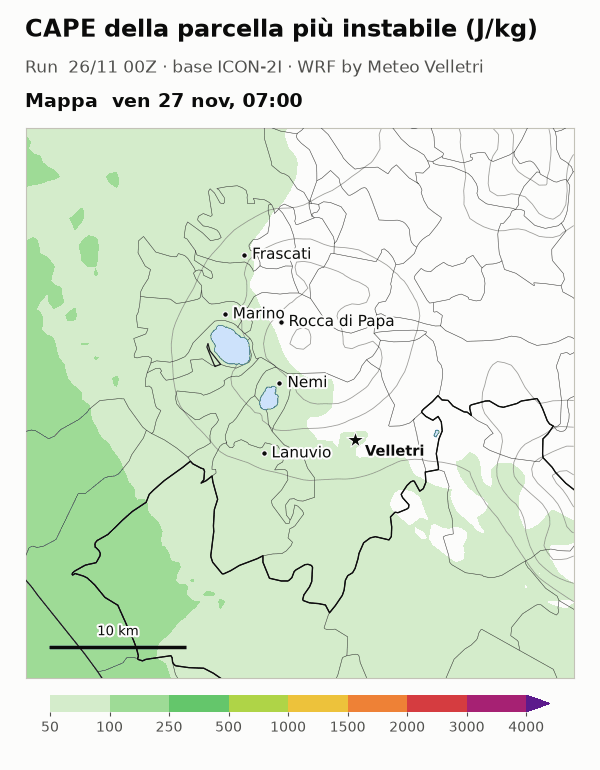 CAPE della parcella più instabile (J/kg)
Run  26/11 00Z · base ICON-2I · WRF by Meteo Velletri
Mappa  ven 27 nov, 07:00
Frascati
Marino
Rocca di Papa
Nemi
Velletri
Lanuvio
10 km
50 100 250 500 1000 1500 2000 3000 4000